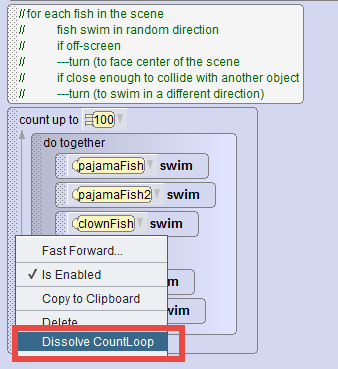 // for each fish in the scene
// fish swim in random direction
// if off-screen
// ---turn (to face center of the scene
// if close enough to collide with another object
// ---turn (to swim in a different direction)
count up to 100
do together
pajamaFish swim
pajamaFish2 swim
clownFish swim
Fast Forward...
✓ Is Enabled
Copy to Clipboard
Delete
Dissolve CountLoop